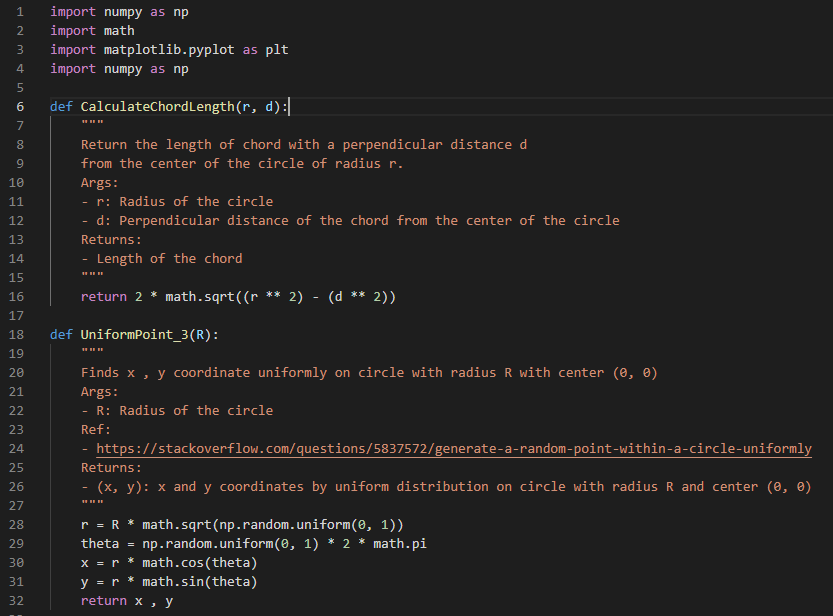 1 import numpy as np
2 import math
3 import matplotlib.pyplot as plt
4 import numpy as np
5
6 def CalculateChordLength(r, d):
7     """
8     Return the length of chord with a perpendicular distance d
9     from the center of the circle of radius r.
10     Args:
11     - r: Radius of the circle
12     - d: Perpendicular distance of the chord from the center of the circle
13     Returns:
14     - Length of the chord
15     """
16     return 2 * math.sqrt((r ** 2) - (d ** 2))
17
18 def UniformPoint_3(R):
19     """
20     Finds x , y coordinate uniformly on circle with radius R with center (0, 0)
21     Args:
22     - R: Radius of the circle
23     Ref:
24     - https://stackoverflow.com/questions/5837572/generate-a-random-point-within-a-circle-uniformly
25     Returns:
26     - (x, y): x and y coordinates by uniform distribution on circle with radius R and center (0, 0)
27     """
28     r = R * math.sqrt(np.random.uniform(0, 1))
29     theta = np.random.uniform(0, 1) * 2 * math.pi
30     x = r * math.cos(theta)
31     y = r * math.sin(theta)
32     return x , y